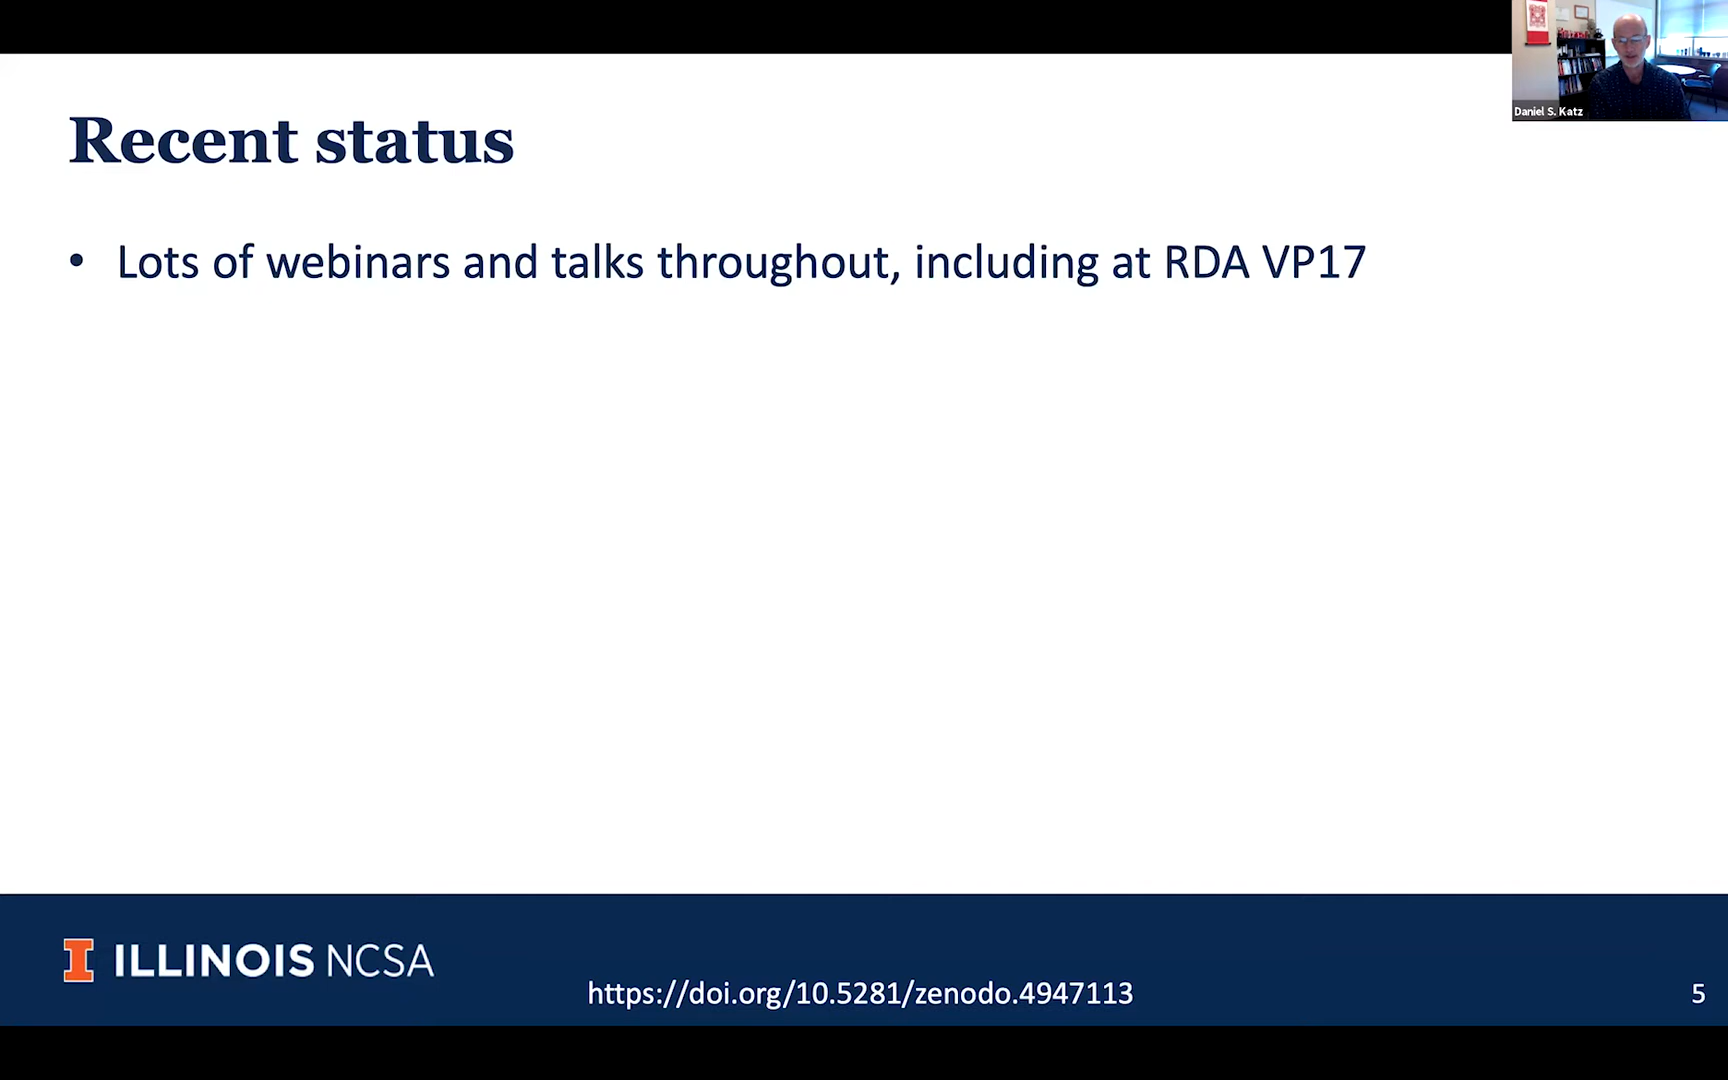 Daniel S. Katz
Recent status
• Lots of webinars and talks throughout, including at RDA VP17
I ILLINOIS NCSA
https://doi.org/10.5281/zenodo.4947113
5